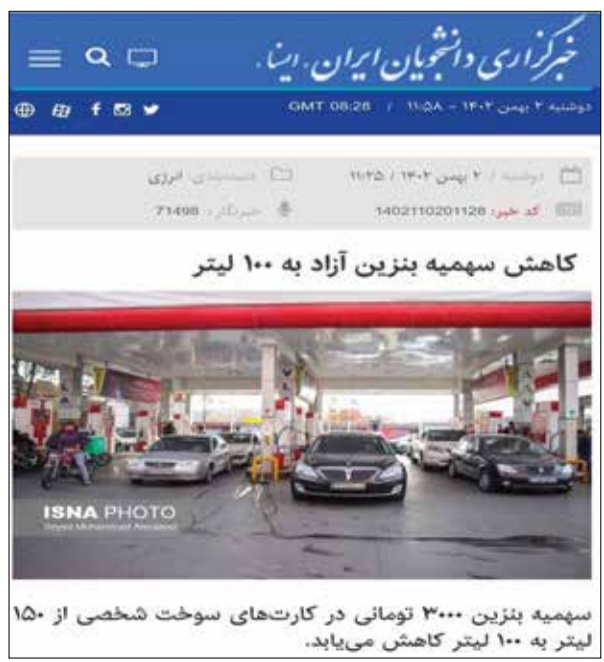 خبرگزاری دانشجویان ایران. ایسنا.
دوشنبه ۲ بهمن ۱۴۰۲ - ۱۱:۵۸ / GMT 08:28
دوشنبه / ۲ بهمن ۱۴۰۲ / ۱۱:۲۵ دسته‌بندی: انرژی
کد خبر: 1402110201128 خبرنگار: 71498
کاهش سهمیه بنزین آزاد به ۱۰۰ لیتر
ISNA PHOTO
سهمیه بنزین ۳۰۰۰ تومانی در کارت‌های سوخت شخصی از ۱۵۰
لیتر به ۱۰۰ لیتر کاهش می‌یابد.